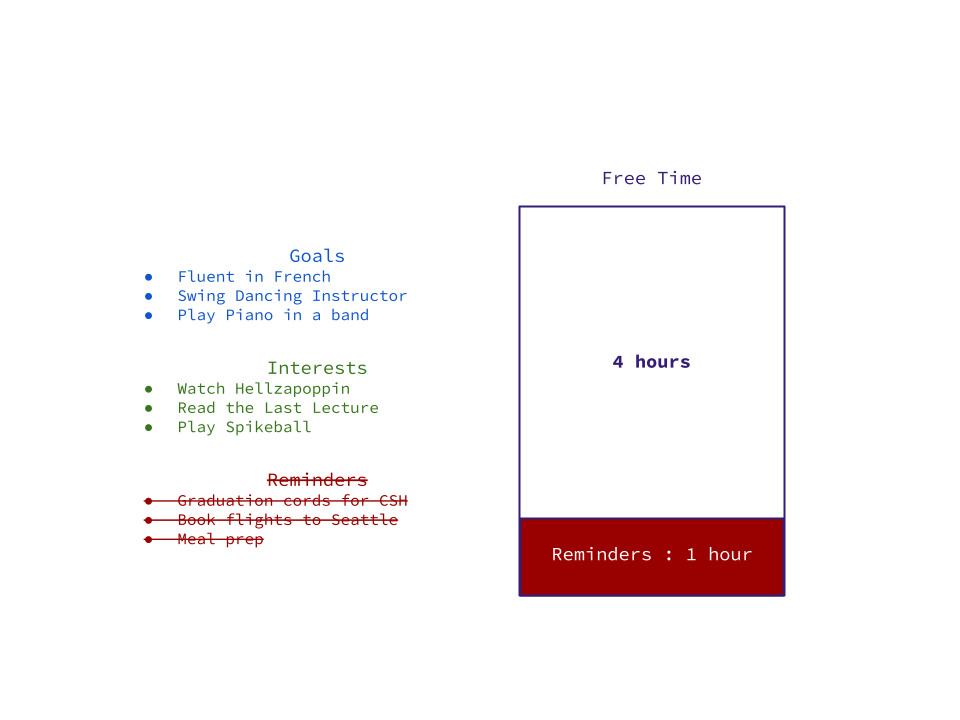 Free Time
Goals
● Fluent in French
● Swing Dancing Instructor
● Play Piano in a band
4 hours
Interests
● Watch Hellzapoppin
● Read the Last Lecture
● Play Spikeball
Reminders
● Graduation cords for CSH
● Book flights to Seattle
● Meal prep
Reminders : 1 hour